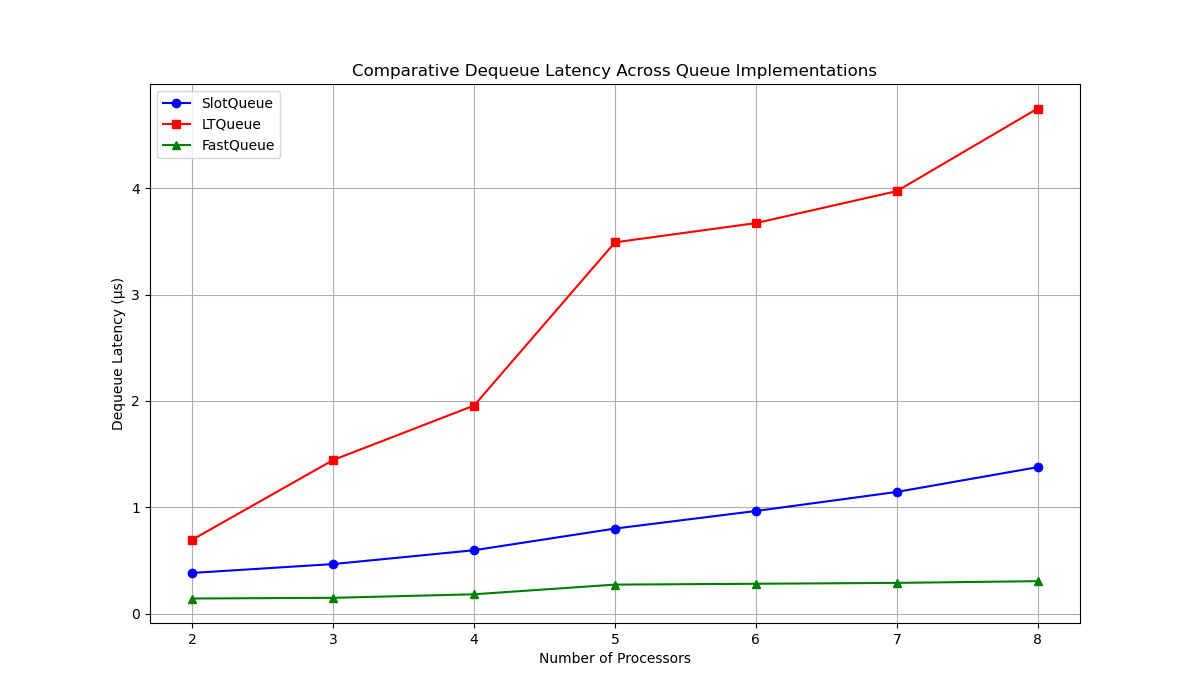 Comparative Dequeue Latency Across Queue Implementations
SlotQueue
LTQueue
FastQueue
Dequeue Latency (μs)
4
3
2
1
0
2 3 4 5 6 7 8
Number of Processors